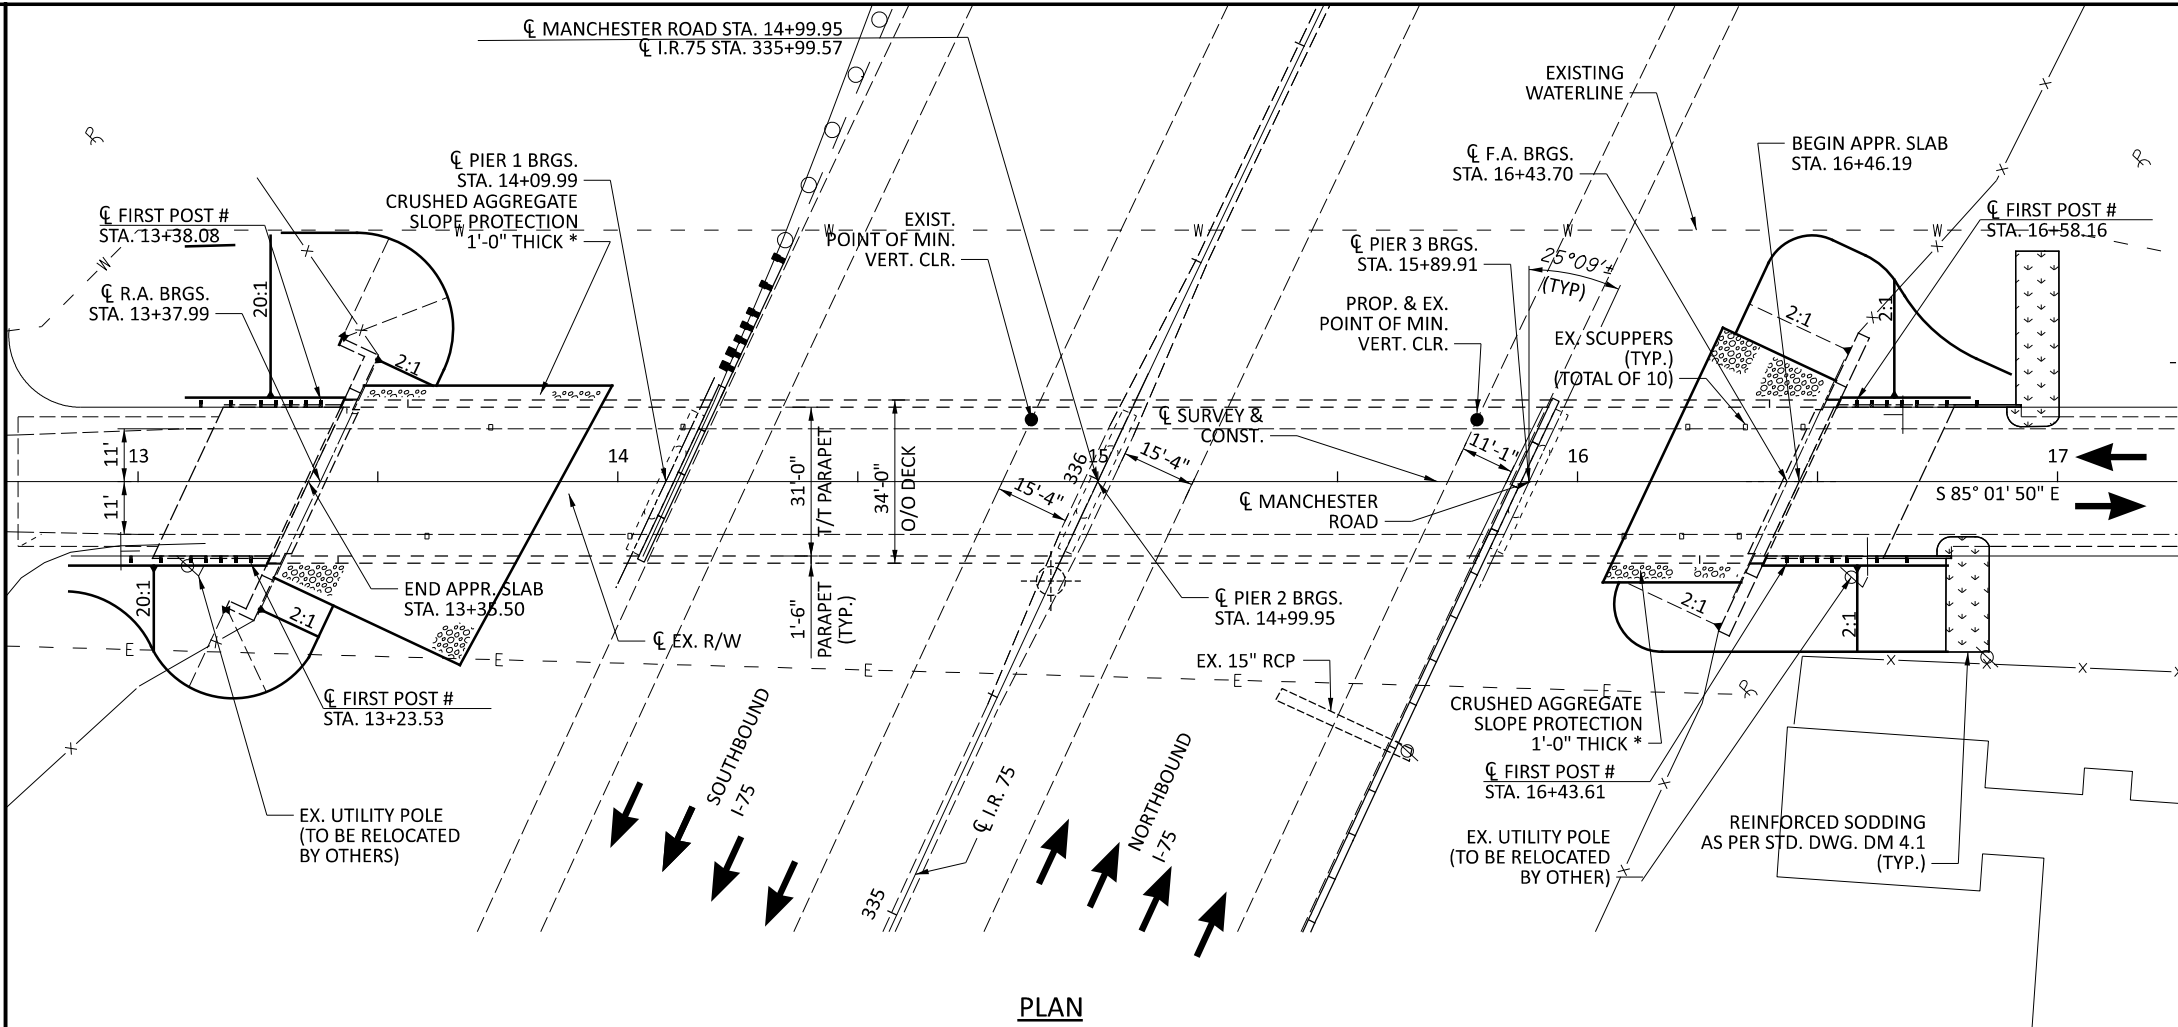 ℄ MANCHESTER ROAD STA. 14+99.95
℄ I.R.75 STA. 335+99.57
EXISTING
WATERLINE
℄ PIER 1 BRGS.
STA. 14+09.99
CRUSHED AGGREGATE
SLOPE PROTECTION
1'-0" THICK *
℄ F.A. BRGS.
STA. 16+43.70
BEGIN APPR. SLAB
STA. 16+46.19
℄ FIRST POST #
STA. 13+38.08
EXIST.
POINT OF MIN.
VERT. CLR.
℄ PIER 3 BRGS.
STA. 15+89.91
25°09'±
(TYP)
℄ FIRST POST #
STA. 16+58.16
W
W
W
W
W
W
℄ R.A. BRGS.
STA. 13+37.99
20:1
2:1
PROP. & EX.
POINT OF MIN.
VERT. CLR.
EX. SCUPPERS
(TYP.)
(TOTAL OF 10)
2:1
2:1
℄ SURVEY &
CONST.
11'
11'
13
14
15
16
17
31'-0"
T/T PARAPET
34'-0"
O/O DECK
336
15'-4"
15'-4"
11'-1"
℄ MANCHESTER
ROAD
S 85° 01' 50" E
END APPR. SLAB
STA. 13+35.50
20:1
2:1
1'-6"
PARAPET
(TYP.)
℄ EX. R/W
℄ PIER 2 BRGS.
STA. 14+99.95
2:1
2:1
E
E
E
E
E
EX. 15" RCP
℄ FIRST POST #
STA. 13+23.53
CRUSHED AGGREGATE
SLOPE PROTECTION
1'-0" THICK *
℄ FIRST POST #
STA. 16+43.61
SOUTHBOUND
I-75
℄ I.R. 75
NORTHBOUND
I-75
335
EX. UTILITY POLE
(TO BE RELOCATED
BY OTHERS)
EX. UTILITY POLE
(TO BE RELOCATED
BY OTHER)
REINFORCED SODDING
AS PER STD. DWG. DM 4.1
(TYP.)
PLAN